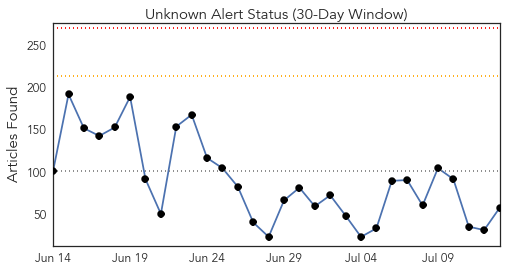 Unknown Alert Status (30-Day Window)
Articles Found
250
200
150
100
50
Jun 14 Jun 19 Jun 24 Jun 29 Jul 04 Jul 09